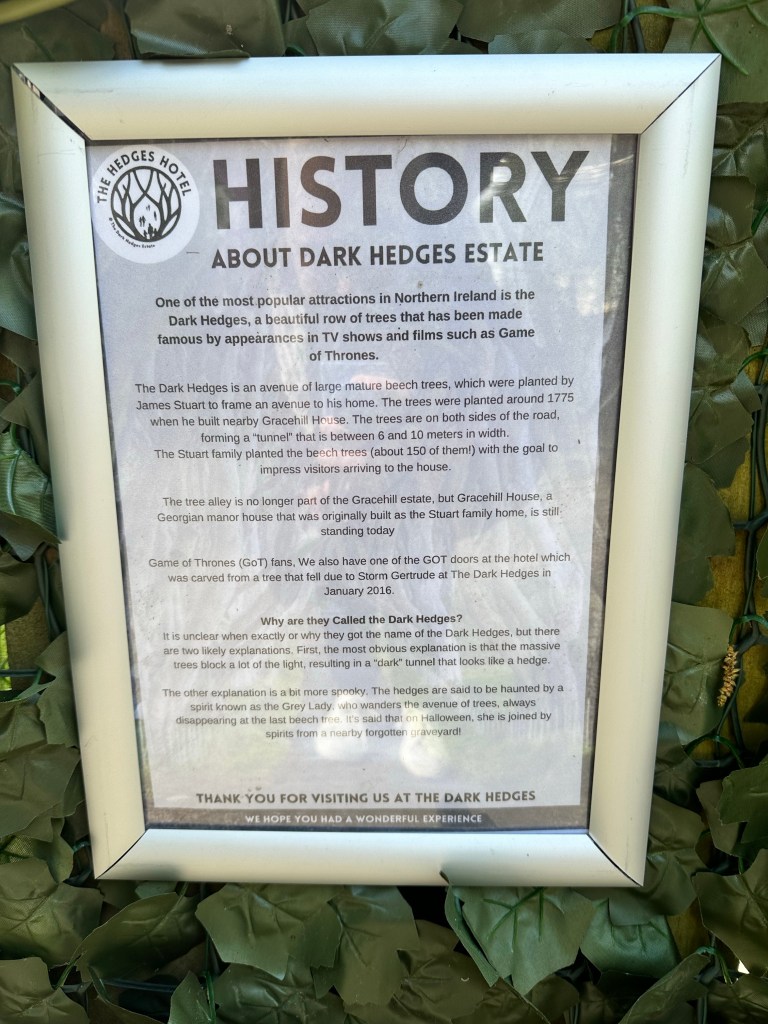 THE HEDGES HOTEL
@The Dark Hedges Estate
HISTORY
ABOUT DARK HEDGES ESTATE
One of the most popular attractions in Northern Ireland is the
Dark Hedges, a beautiful row of trees that has been made
famous by appearances in TV shows and films such as Game
of Thrones.
The Dark Hedges is an avenue of large mature beech trees, which were planted by
James Stuart to frame an avenue to his home. The trees were planted around 1775
when he built nearby Gracehill House. The trees are on both sides of the road,
forming a "tunnel" that is between 6 and 10 meters in width.
The Stuart family planted the beech trees (about 150 of them!) with the goal to
impress visitors arriving to the house.
The tree alley is no longer part of the Gracehill estate, but Gracehill House, a
Georgian manor house that was originally built as the Stuart family home, is still
standing today
Game of Thrones (GoT) fans, We also have one of the GOT doors at the hotel which
was carved from a tree that fell due to Storm Gertrude at The Dark Hedges in
January 2016.
Why are they Called the Dark Hedges?
It is unclear when exactly or why they got the name of the Dark Hedges, but there
are two likely explanations. First, the most obvious explanation is that the massive
trees block a lot of the light, resulting in a "dark" tunnel that looks like a hedge.
The other explanation is a bit more spooky. The hedges are said to be haunted by a
spirit known as the Grey Lady, who wanders the avenue of trees, always
disappearing at the last beech tree. It's said that on Halloween, she is joined by
spirits from a nearby forgotten graveyard!
THANK YOU FOR VISITING US AT THE DARK HEDGES
WE HOPE YOU HAD A WONDERFUL EXPERIENCE